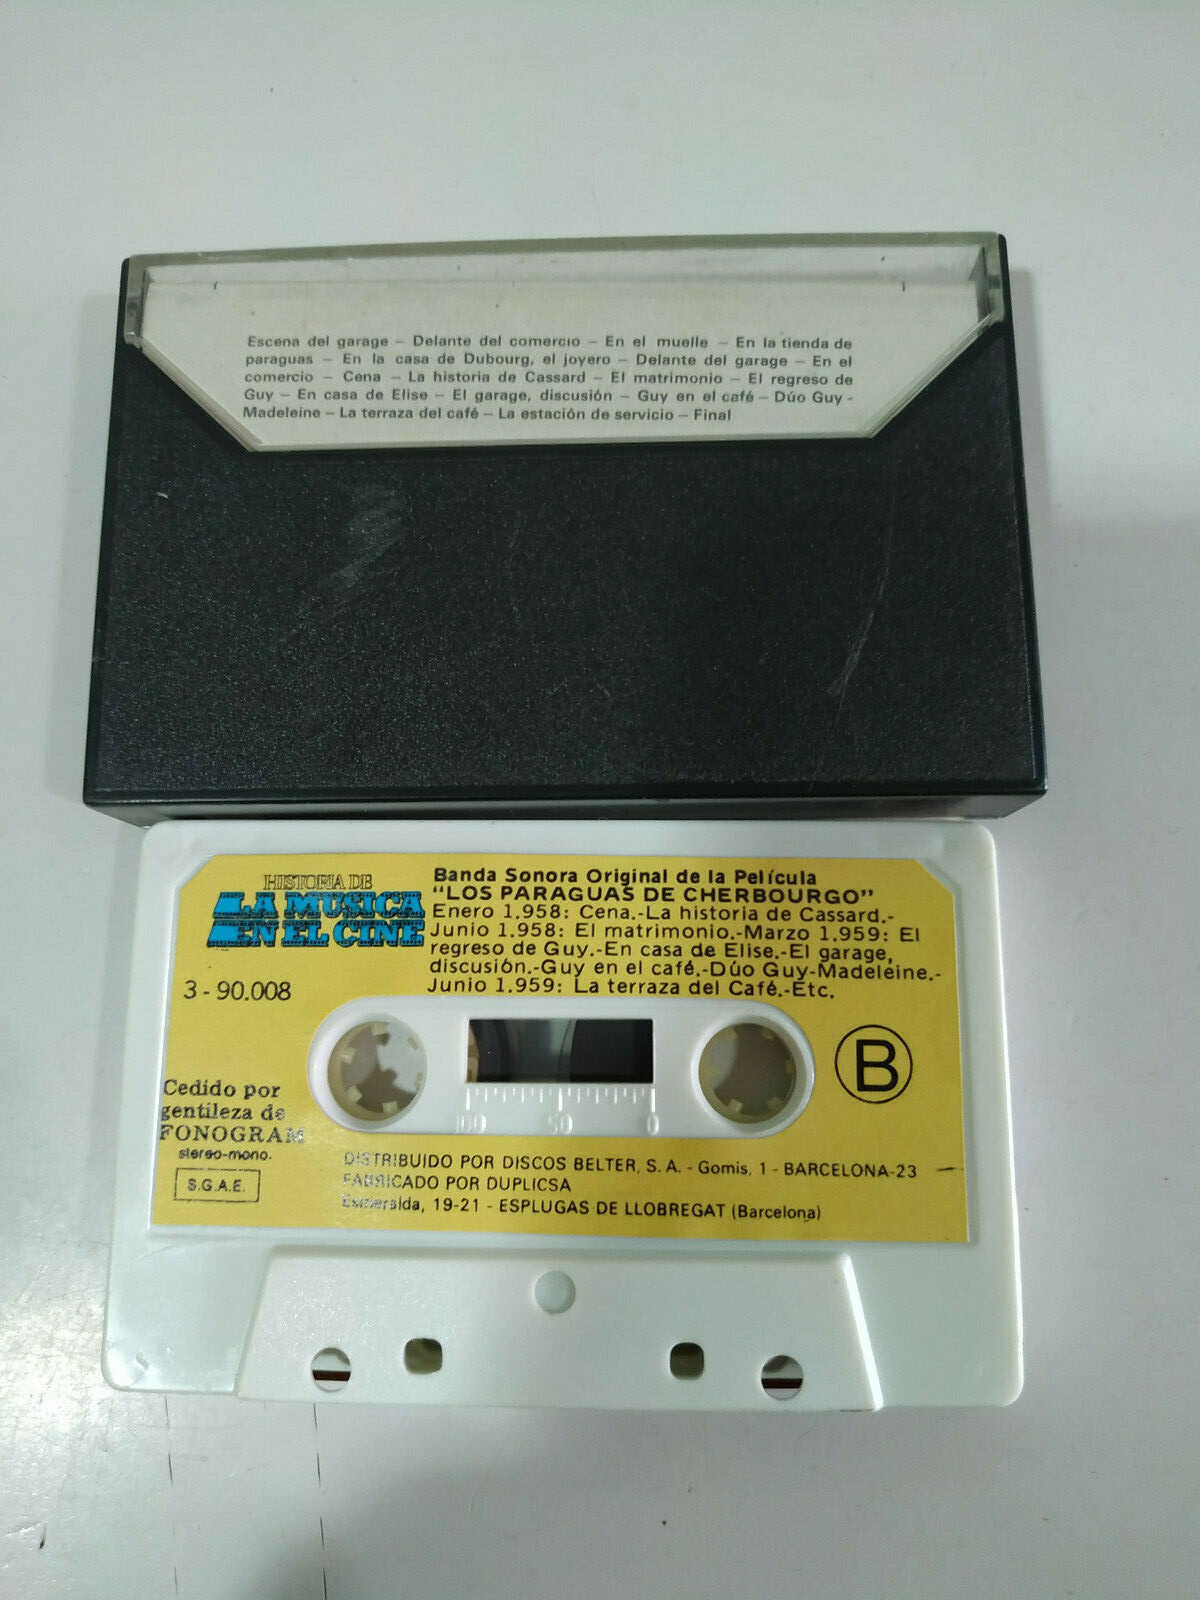 Escena del garage – Delante del comercio – En el muelle – En la tienda de
paraguas – En la casa de Dubourg, el joyero – Delante del garage – En el
comercio – Cena – La historia de Cassard – El matrimonio – El regreso de
Guy – En casa de Elise – El garage, discusión – Guy en el café – Dúo Guy -
Madeleine – La terraza del café – La estación de servicio – Final
HISTORIA DE
LA MUSICA
EN EL CINE
3 - 90.008
Banda Sonora Original de la Película
"LOS PARAGUAS DE CHERBOURGO"
Enero 1.958: Cena.-La historia de Cassard.-
Junio 1.958: El matrimonio.-Marzo 1.959: El
regreso de Guy.-En casa de Elise.-El garage,
discusión.-Guy en el café.-Dúo Guy-Madeleine.-
Junio 1.959: La terraza del Café.-Etc.
B
100 50 0
Cedido por
gentileza de
FONOGRAM
stereo-mono.
S.G.A.E.
DISTRIBUIDO POR DISCOS BELTER, S. A. - Gomis, 1 - BARCELONA-23
FABRICADO POR DUPLICSA
Esmeralda, 19-21 - ESPLUGAS DE LLOBREGAT (Barcelona)